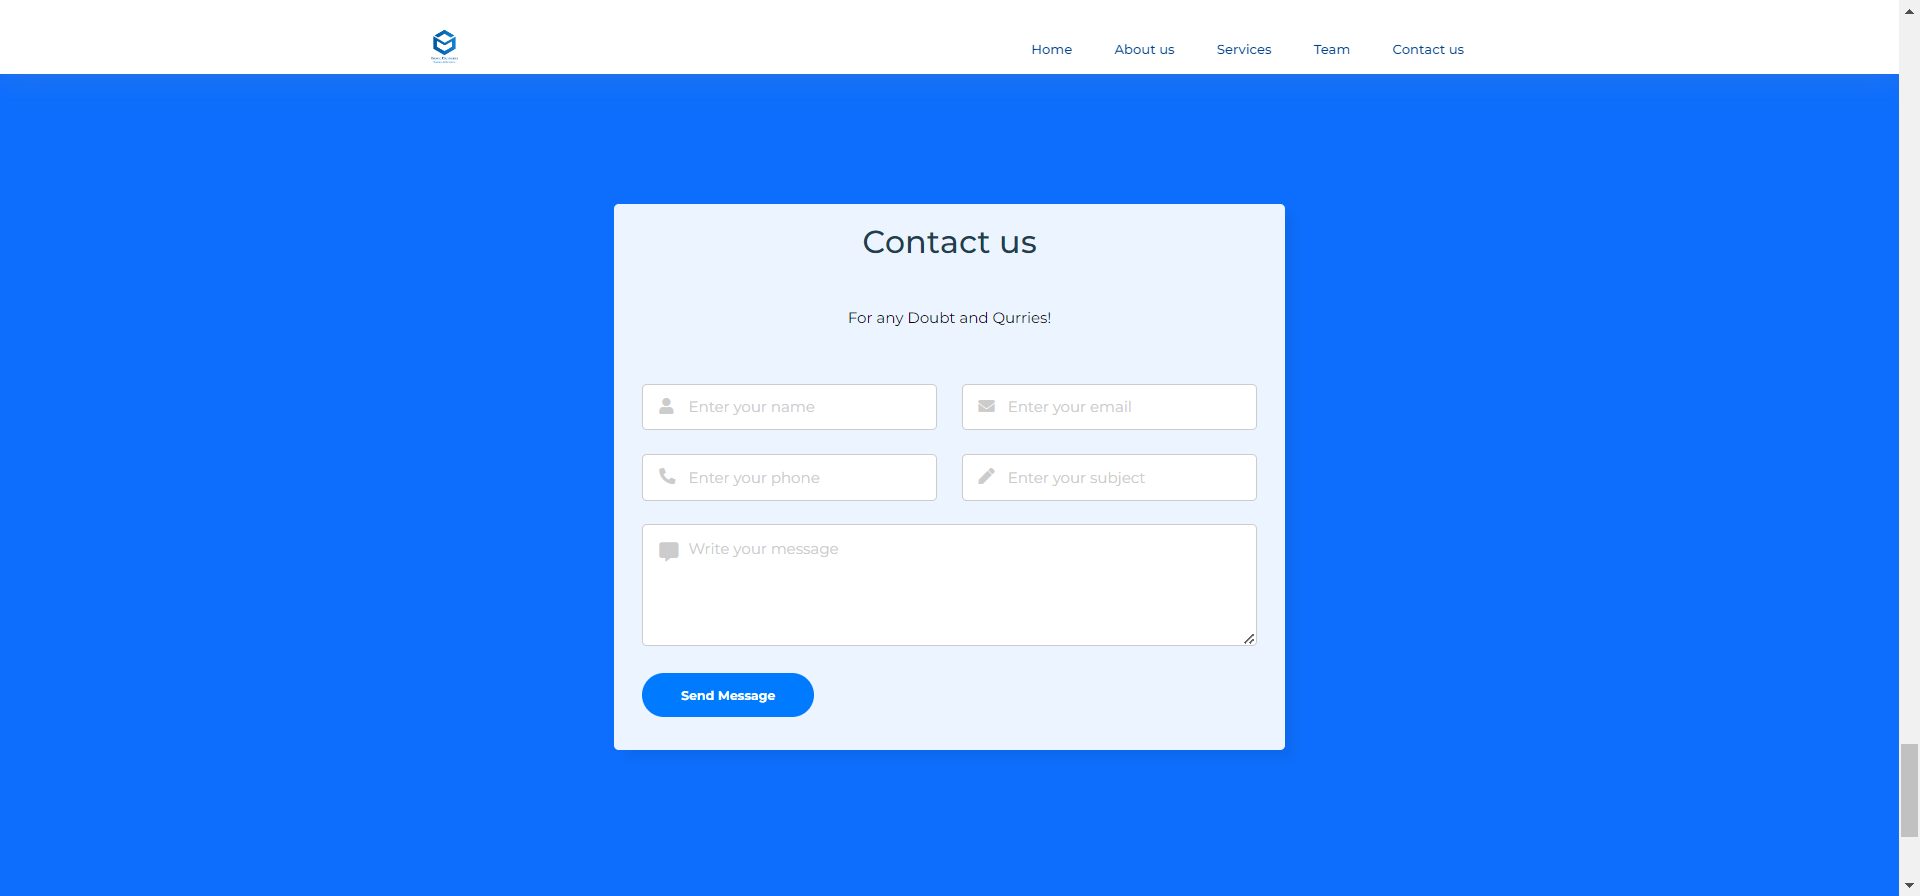 Home About us Services Team Contact us
Contact us
For any Doubt and Qurries!
Enter your name Enter your email
Enter your phone Enter your subject
Write your message
Send Message